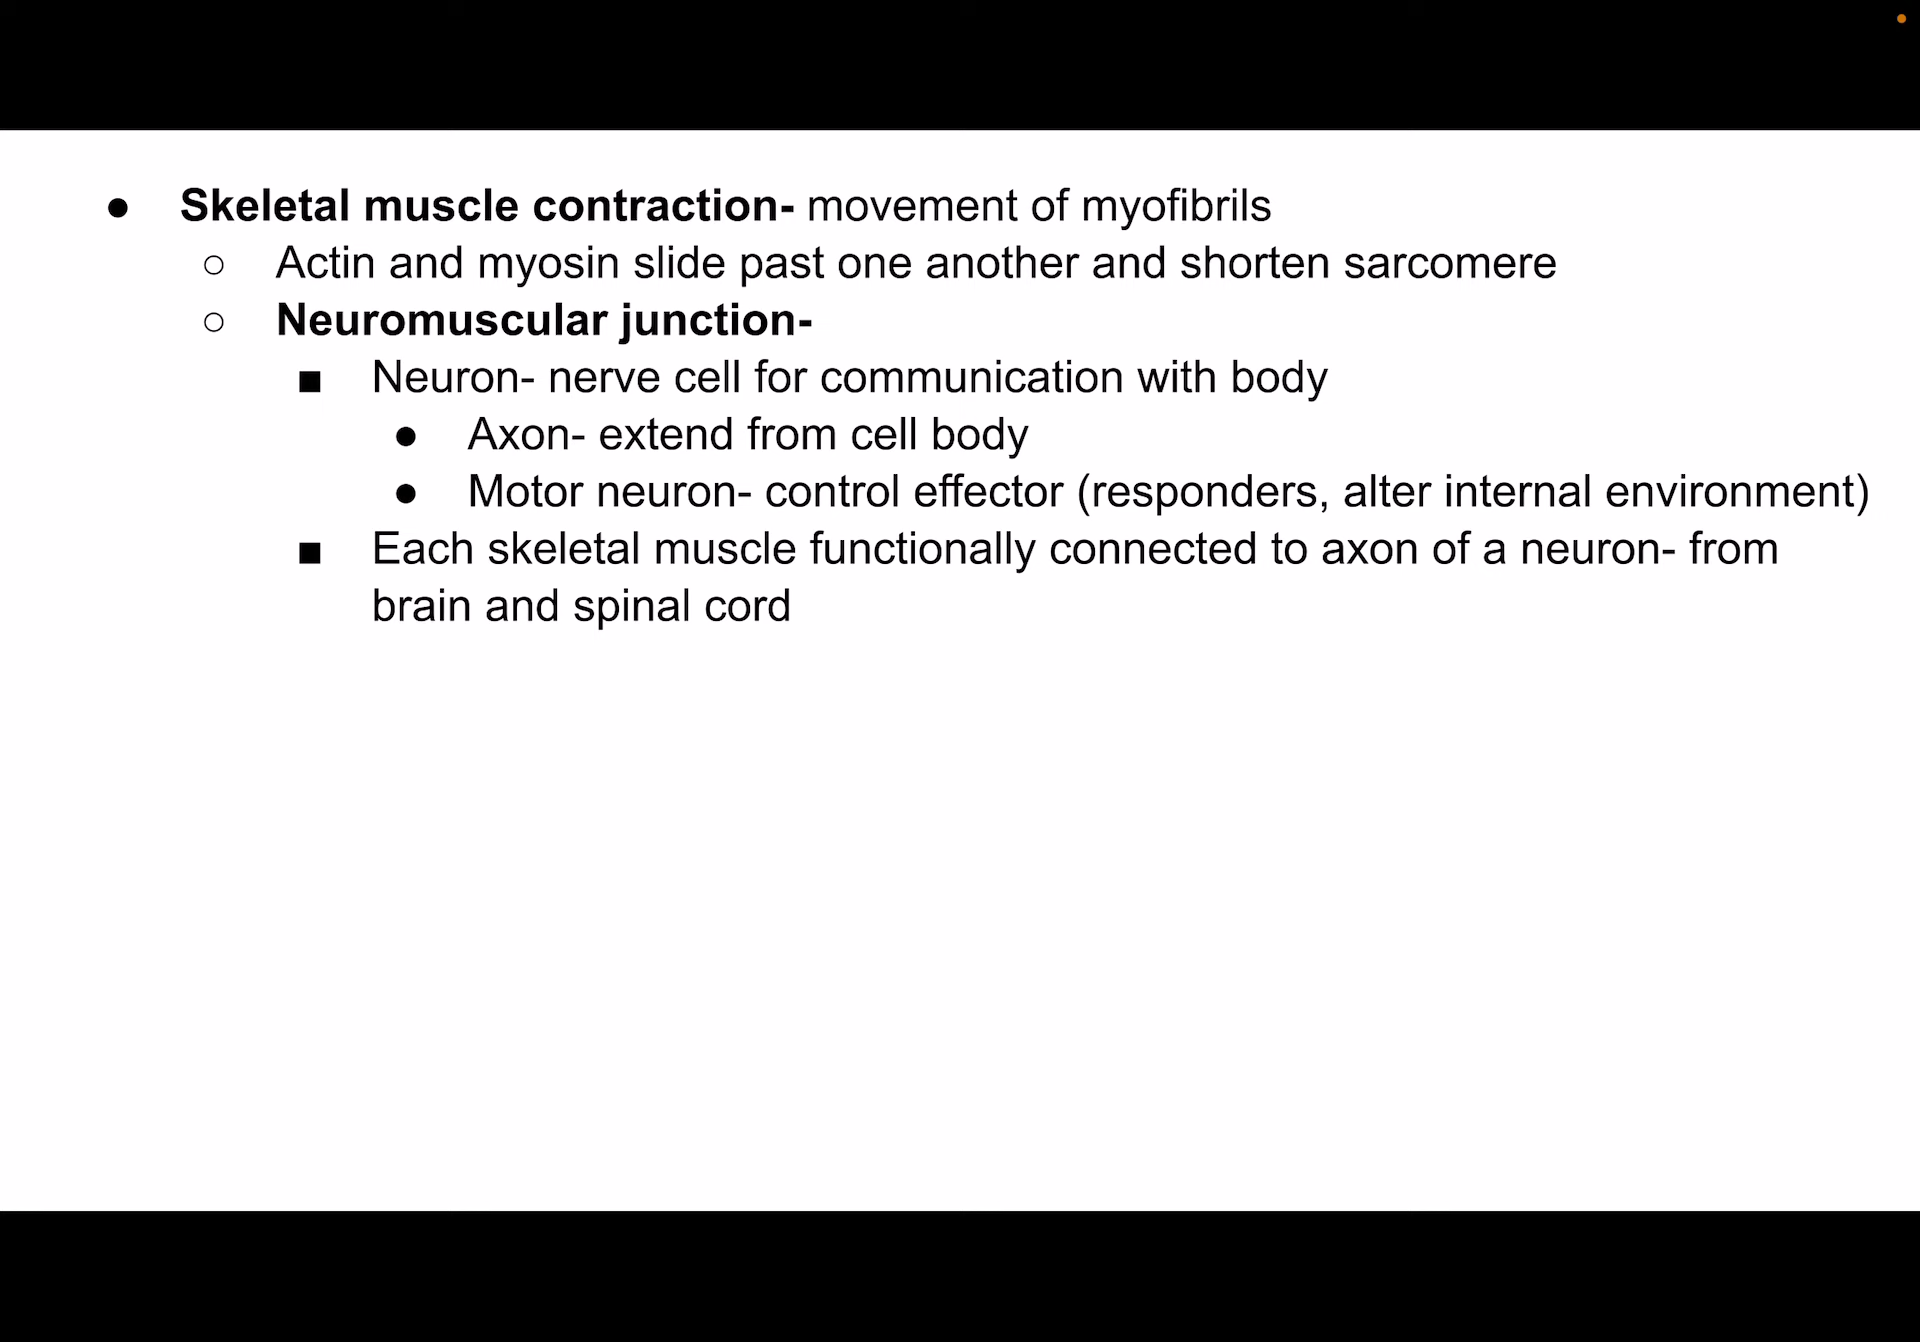 ● Skeletal muscle contraction- movement of myofibrils
○ Actin and myosin slide past one another and shorten sarcomere
○ Neuromuscular junction-
■ Neuron- nerve cell for communication with body
● Axon- extend from cell body
● Motor neuron- control effector (responders, alter internal environment)
■ Each skeletal muscle functionally connected to axon of a neuron- from
brain and spinal cord